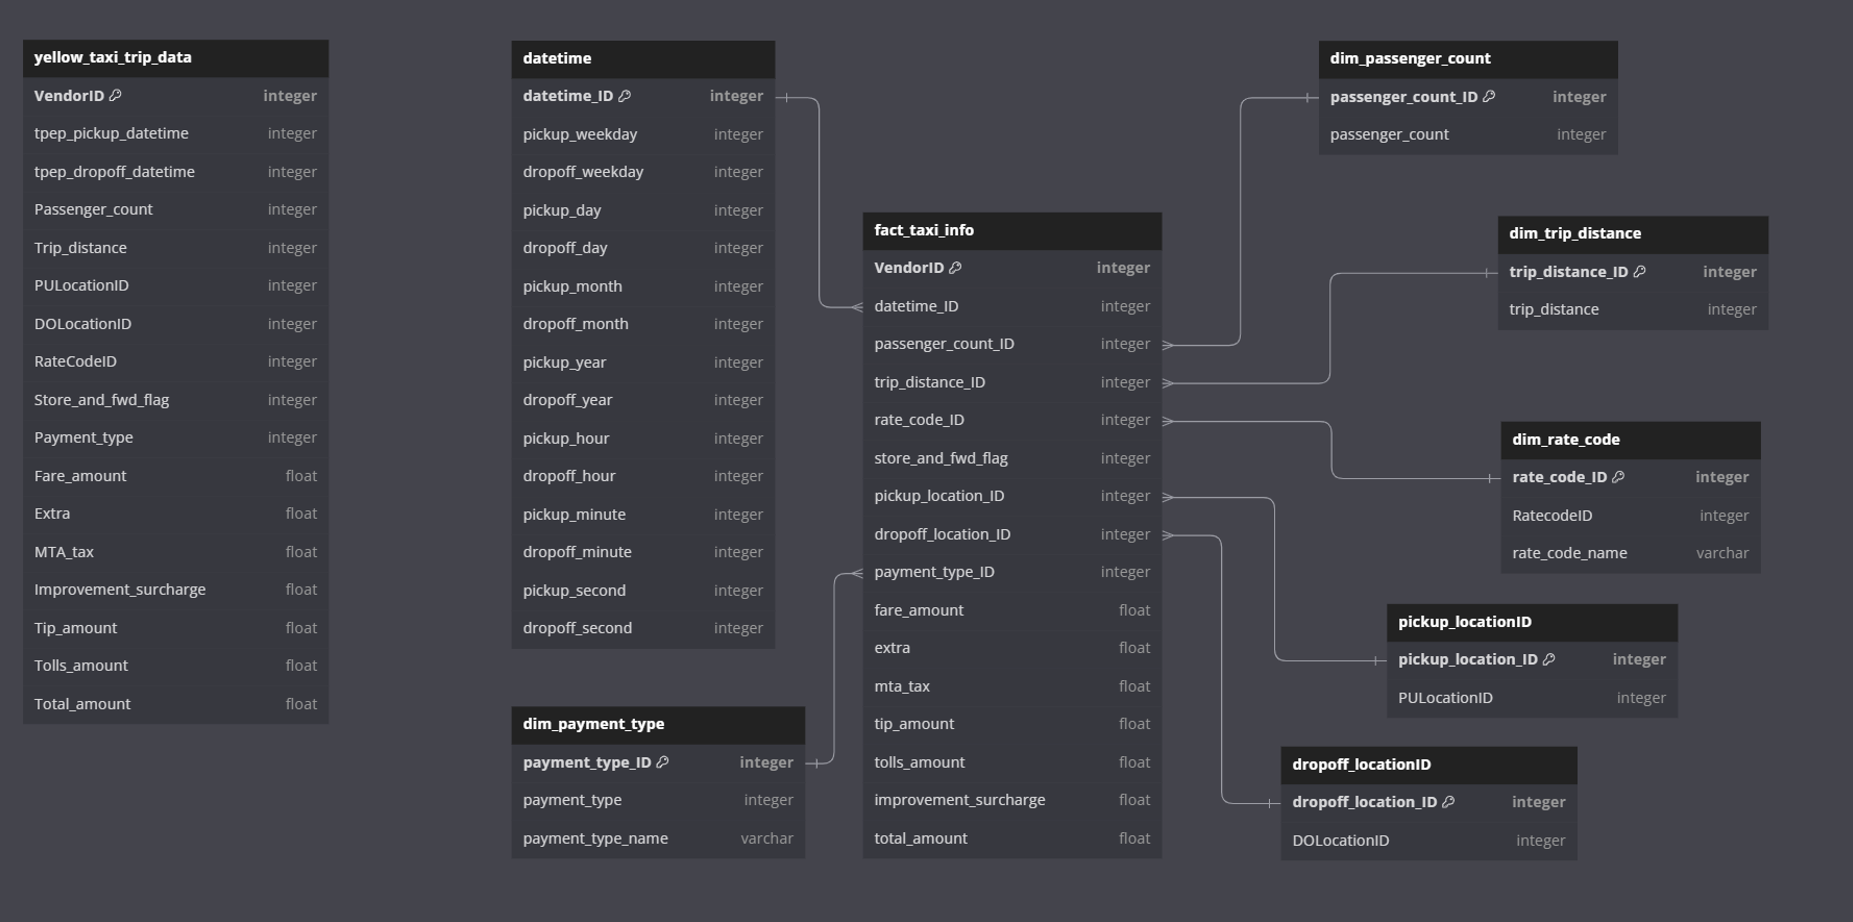 yellow_taxi_trip_data
VendorID integer
tpep_pickup_datetime integer
tpep_dropoff_datetime integer
Passenger_count integer
Trip_distance integer
PULocationID integer
DOLocationID integer
RateCodeID integer
Store_and_fwd_flag integer
Payment_type integer
Fare_amount float
Extra float
MTA_tax float
Improvement_surcharge float
Tip_amount float
Tolls_amount float
Total_amount float
datetime
datetime_ID integer
pickup_weekday integer
dropoff_weekday integer
pickup_day integer
dropoff_day integer
pickup_month integer
dropoff_month integer
pickup_year integer
dropoff_year integer
pickup_hour integer
dropoff_hour integer
pickup_minute integer
dropoff_minute integer
pickup_second integer
dropoff_second integer
dim_payment_type
payment_type_ID integer
payment_type integer
payment_type_name varchar
fact_taxi_info
VendorID integer
datetime_ID integer
passenger_count_ID integer
trip_distance_ID integer
rate_code_ID integer
store_and_fwd_flag integer
pickup_location_ID integer
dropoff_location_ID integer
payment_type_ID integer
fare_amount float
extra float
mta_tax float
tip_amount float
tolls_amount float
improvement_surcharge float
total_amount float
dim_passenger_count
passenger_count_ID integer
passenger_count integer
dim_trip_distance
trip_distance_ID integer
trip_distance integer
dim_rate_code
rate_code_ID integer
RatecodeID integer
rate_code_name varchar
pickup_locationID
pickup_location_ID integer
PULocationID integer
dropoff_locationID
dropoff_location_ID integer
DOLocationID integer